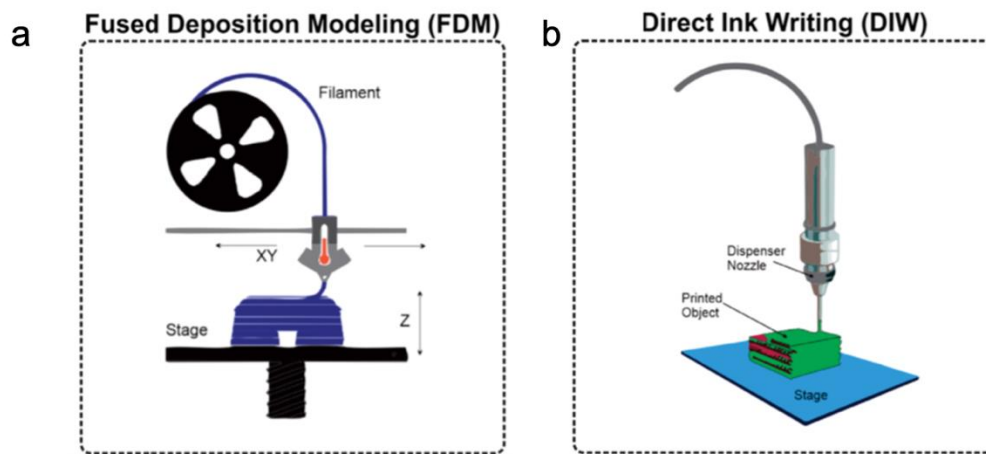 a
Fused Deposition Modeling (FDM)
Filament
XY
Z
Stage
b
Direct Ink Writing (DIW)
Dispenser
Nozzle
Printed
Object
Stage